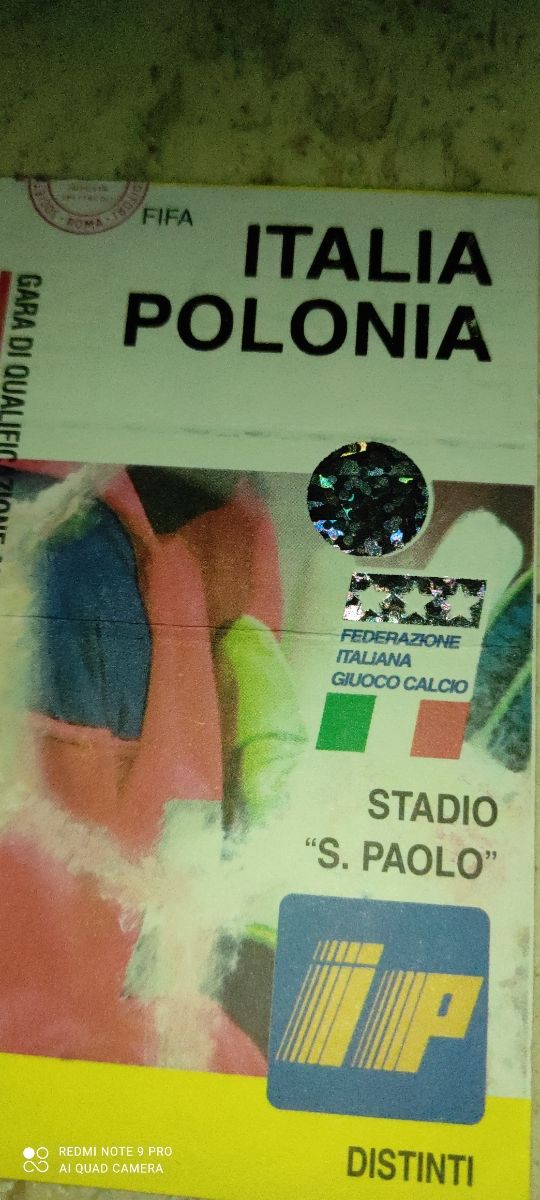 ROMA
FIFA
ITALIA
POLONIA
GARA DI QUALIFICAZIONE
FEDERAZIONE
ITALIANA
GIUOCO CALCIO
STADIO
“S. PAOLO”
ip
DISTINTI
REDMI NOTE 9 PRO
AI QUAD CAMERA